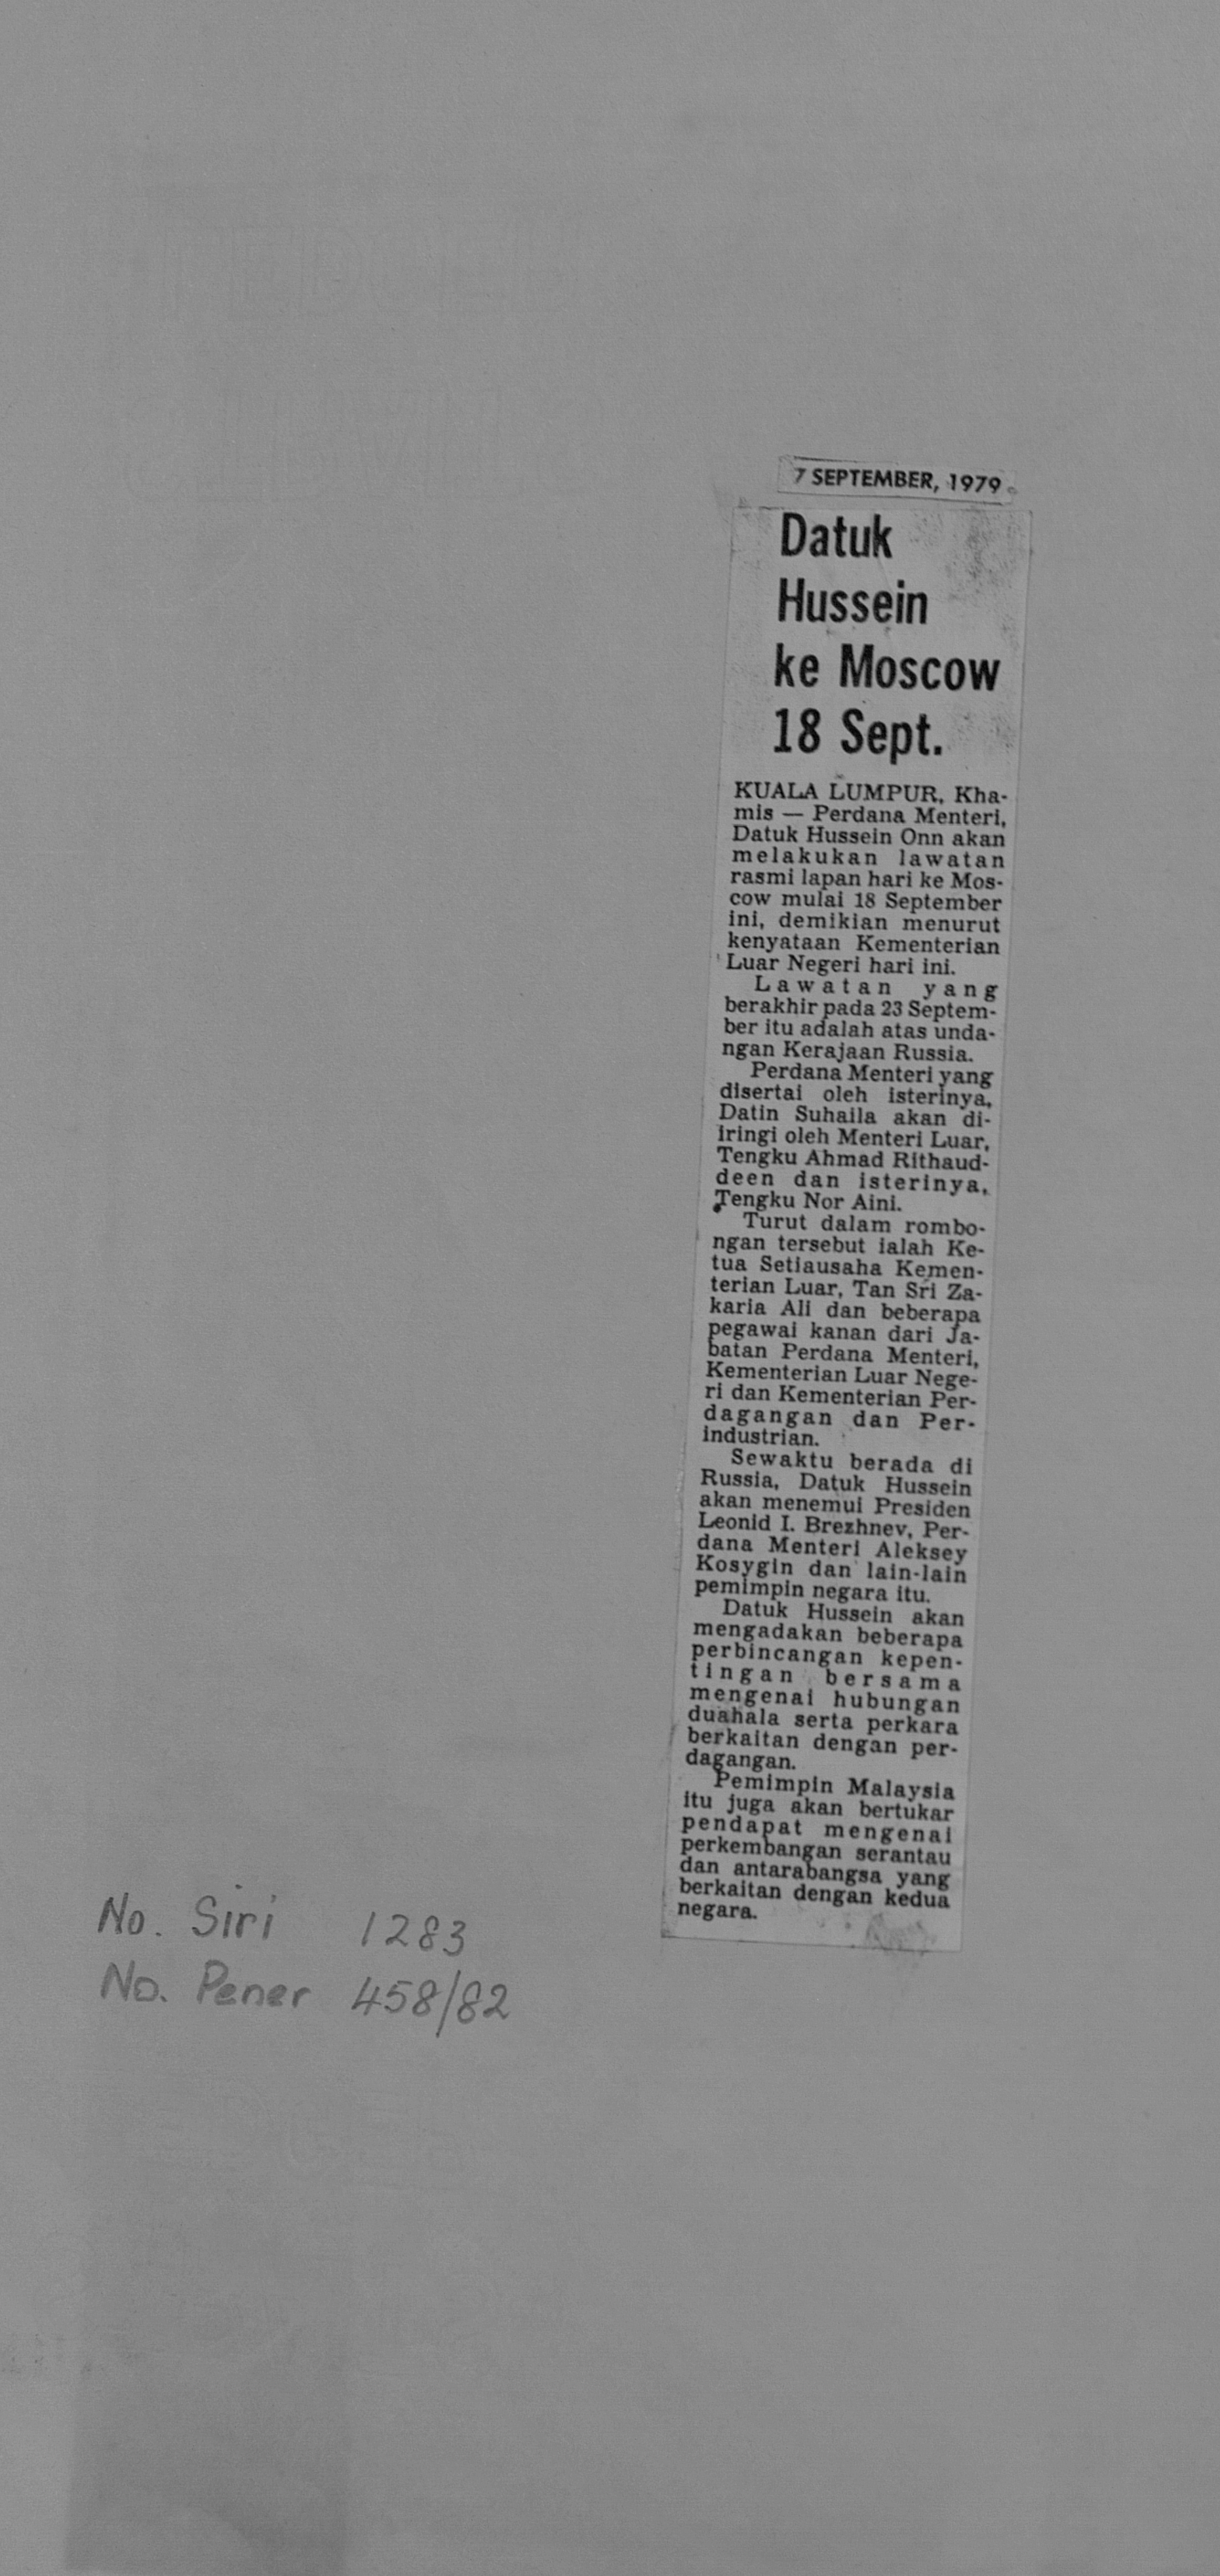 7 SEPTEMBER, 1979
Datuk
Hussein
ke Moscow
18 Sept.
KUALA LUMPUR, Kha-
mis — Perdana Menteri,
Datuk Hussein Onn akan
melakukan lawatan
rasmi lapan hari ke Mos-
cow mulai 18 September
ini, demikian menurut
kenyataan Kementerian
Luar Negeri hari ini.
Lawatan yang
berakhir pada 23 Septem-
ber itu adalah atas unda-
ngan Kerajaan Russia.
Perdana Menteri yang
disertai oleh isterinya,
Datin Suhaila akan di-
iringi oleh Menteri Luar,
Tengku Ahmad Rithaud-
deen dan isterinya,
Tengku Nor Aini.
Turut dalam rombo-
ngan tersebut ialah Ke-
tua Setiausaha Kemen-
terian Luar, Tan Sri Za-
karia Ali dan beberapa
pegawai kanan dari Ja-
batan Perdana Menteri,
Kementerian Luar Nege-
ri dan Kementerian Per-
dagangan dan Per-
industrian.
Sewaktu berada di
Russia, Datuk Hussein
akan menemui Presiden
Leonid I. Brezhnev, Per-
dana Menteri Aleksey
Kosygin dan lain-lain
pemimpin negara itu.
Datuk Hussein akan
mengadakan beberapa
perbincangan kepen-
tingan bersama
mengenai hubungan
duahala serta perkara
berkaitan dengan per-
dagangan.
Pemimpin Malaysia
itu juga akan bertukar
pendapat mengenai
perkembangan serantau
dan antarabangsa yang
berkaitan dengan kedua
negara.
No. Siri 1283
No. Pener 458/82